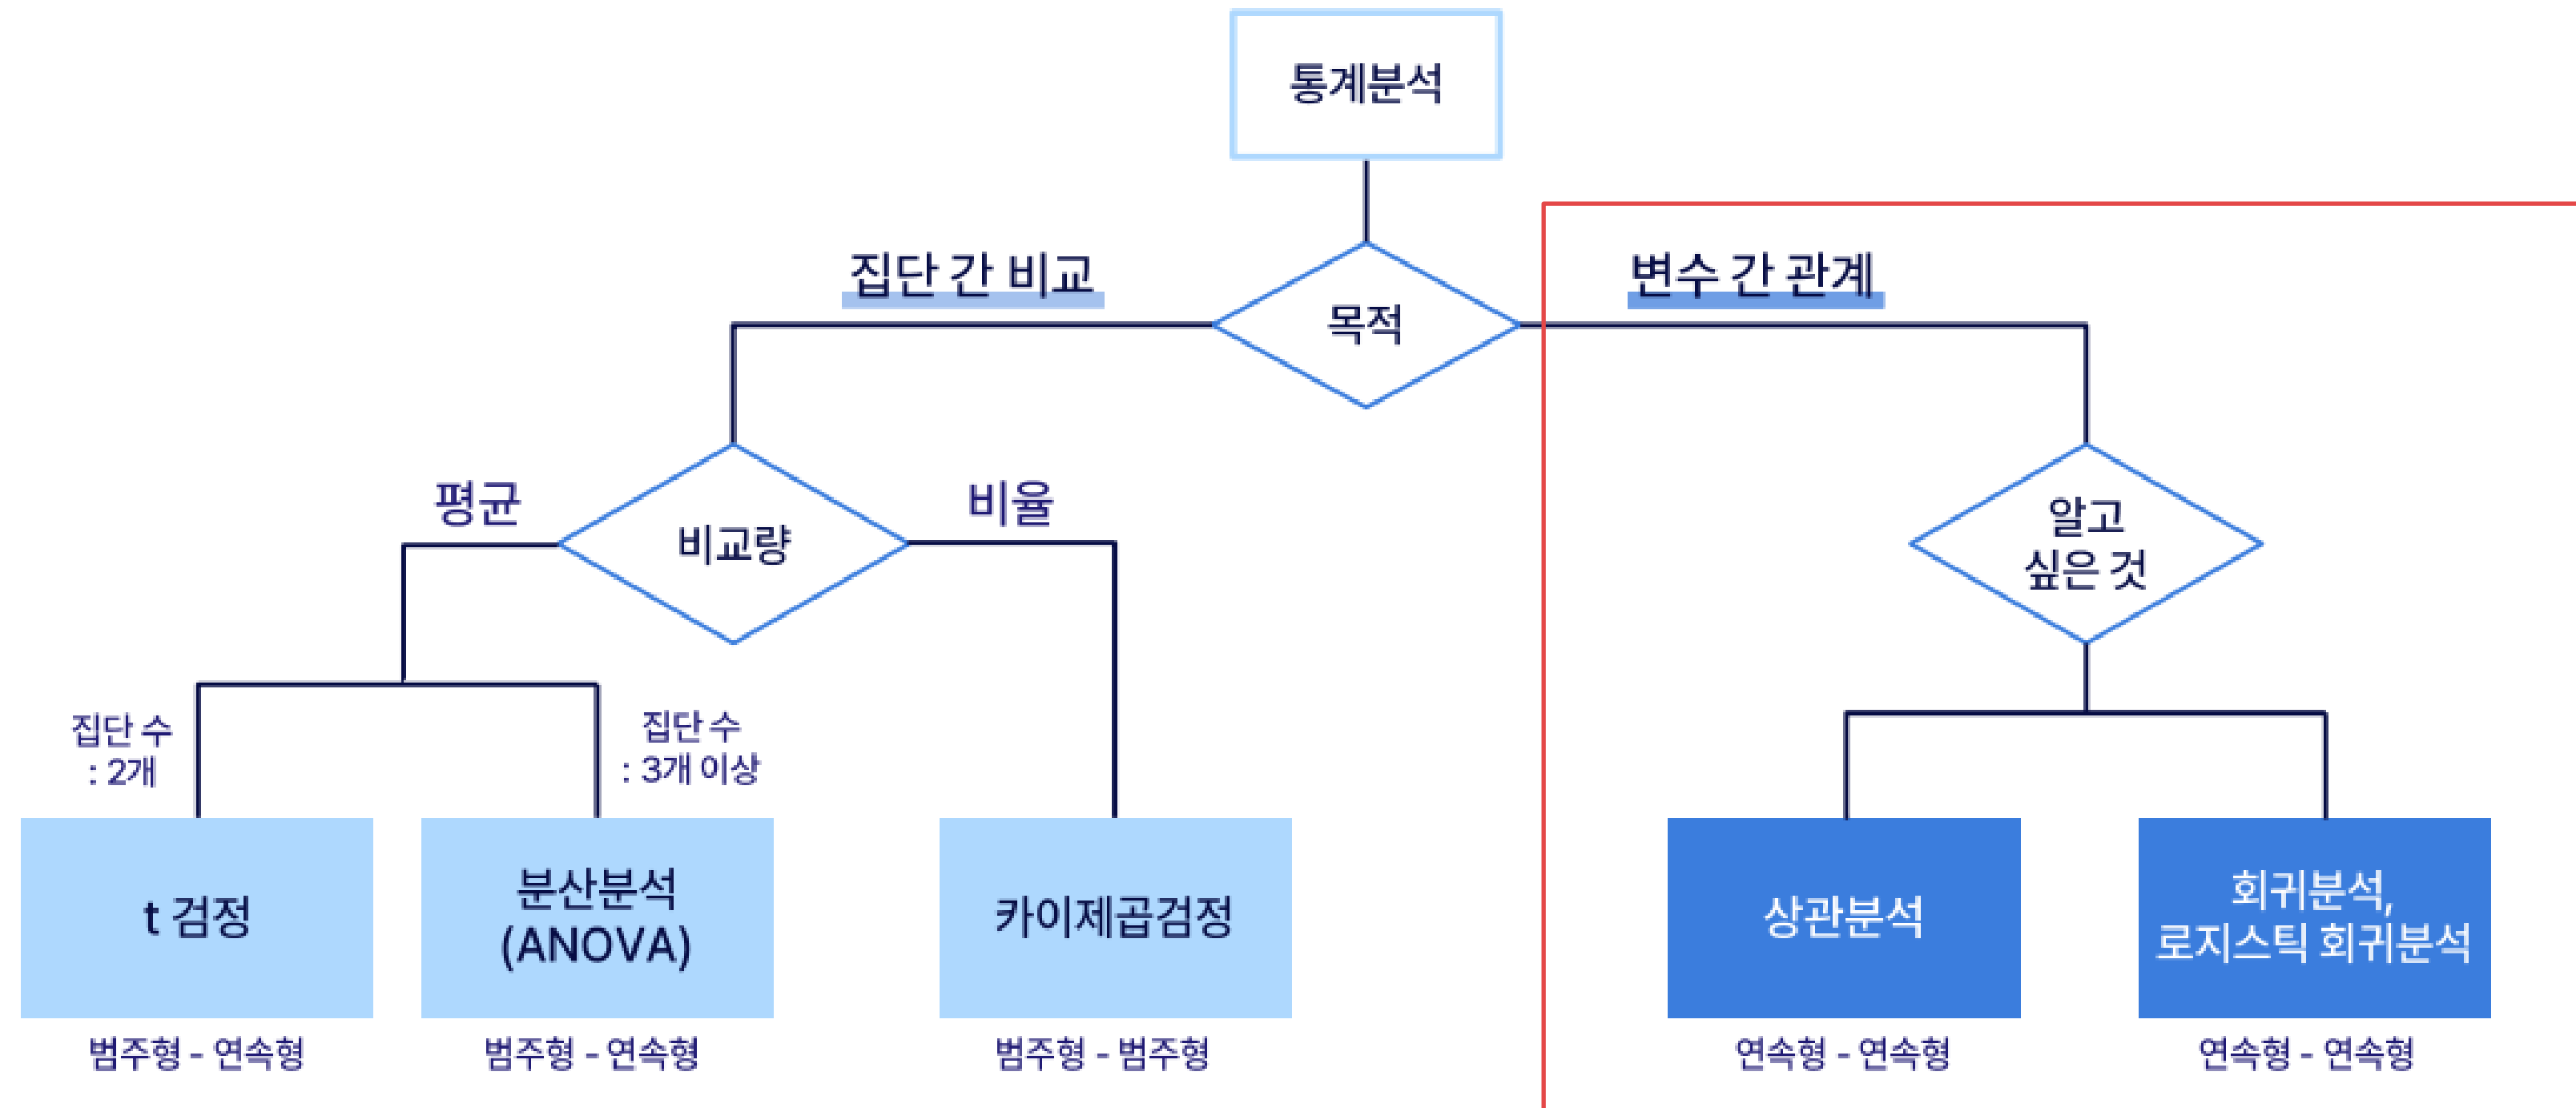 통계분석
집단 간 비교
변수 간 관계
목적
평균
비율
비교량
알고
싶은 것
집단 수
: 2개
집단 수
: 3개 이상
t 검정
분산분석
(ANOVA)
카이제곱검정
상관분석
회귀분석,
로지스틱 회귀분석
범주형 - 연속형
범주형 - 연속형
범주형 - 범주형
연속형 - 연속형
연속형 - 연속형